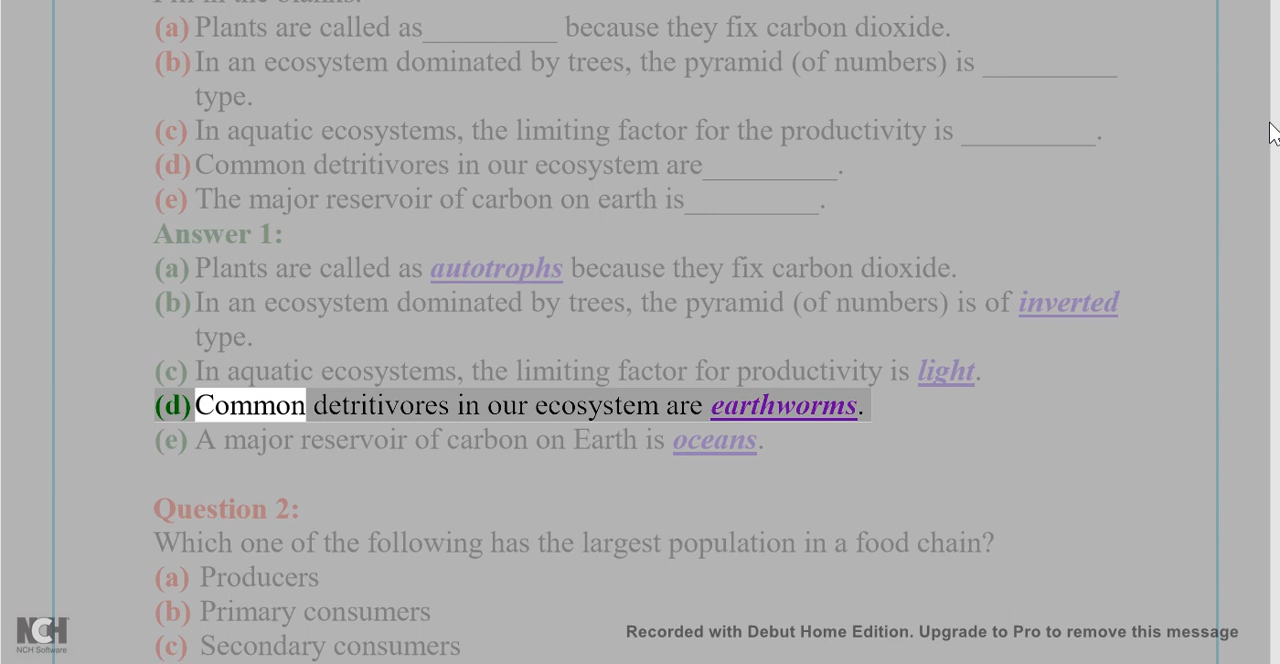 (a) Plants are called as_________ because they fix carbon dioxide.
(b) In an ecosystem dominated by trees, the pyramid (of numbers) is _________
type.
(c) In aquatic ecosystems, the limiting factor for the productivity is _________.
(d) Common detritivores in our ecosystem are_________.
(e) The major reservoir of carbon on earth is_________.
Answer 1:
(a) Plants are called as autotrophs because they fix carbon dioxide.
(b) In an ecosystem dominated by trees, the pyramid (of numbers) is of inverted
type.
(c) In aquatic ecosystems, the limiting factor for productivity is light.
(d) Common detritivores in our ecosystem are earthworms.
(e) A major reservoir of carbon on Earth is oceans.
Question 2:
Which one of the following has the largest population in a food chain?
(a) Producers
(b) Primary consumers
(c) Secondary consumers
NCH
NCH Software
Recorded with Debut Home Edition. Upgrade to Pro to remove this message